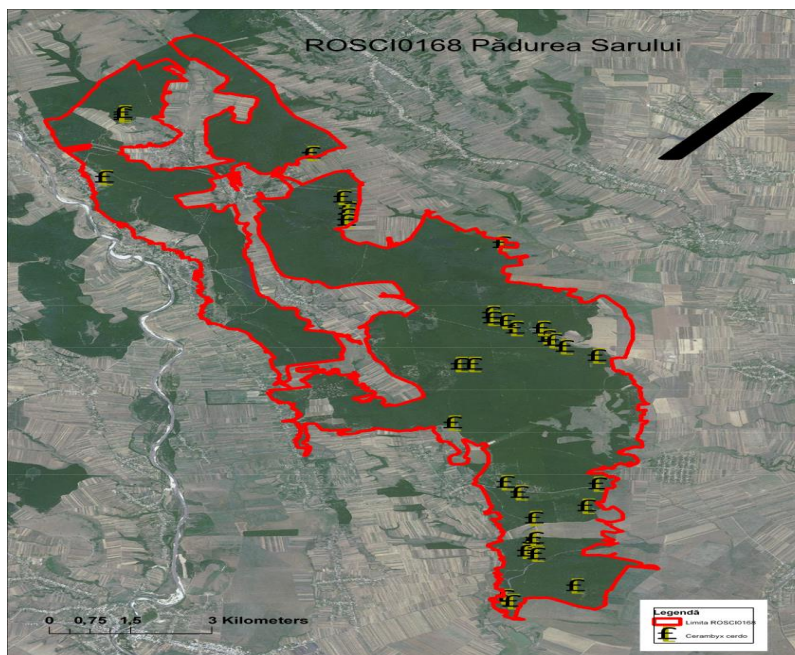 ROSCI0168 Pădurea Sarului
0 0,75 1,5 3 Kilometers
Legendă
Limita ROSCI0168
Cerambyx cerdo